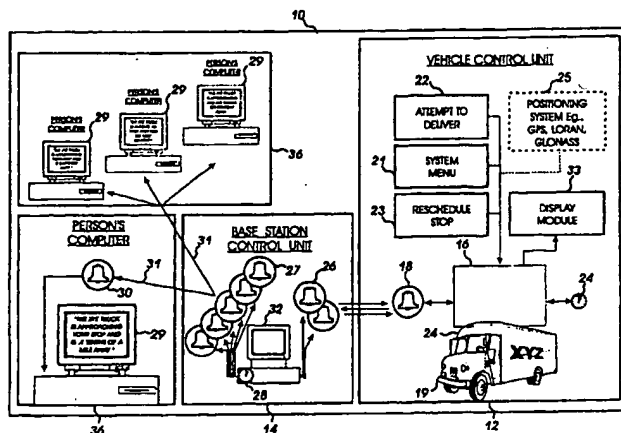 10
PERSON'S
COMPUTER
29
PERSON'S
COMPUTER
29
PERSON'S
COMPUTER
29
36
31
PERSON'S
COMPUTER
31
30
"THE XYZ TRUCK
IS APPROACHING
YOUR STOP AND
IS A TENTHS OF A
MILE AWAY"
29
36
BASE STATION
CONTROL UNIT
27
26
32
28
14
VEHICLE CONTROL UNIT
22
ATTEMPT TO
DELIVER
25
POSITIONING
SYSTEM Eg..,
GPS, LORAN,
GLONASS
21
SYSTEM
MENU
33
23
RESCHEDULE
STOP
DISPLAY
MODULE
16
18
24
24
XYZ
19
12